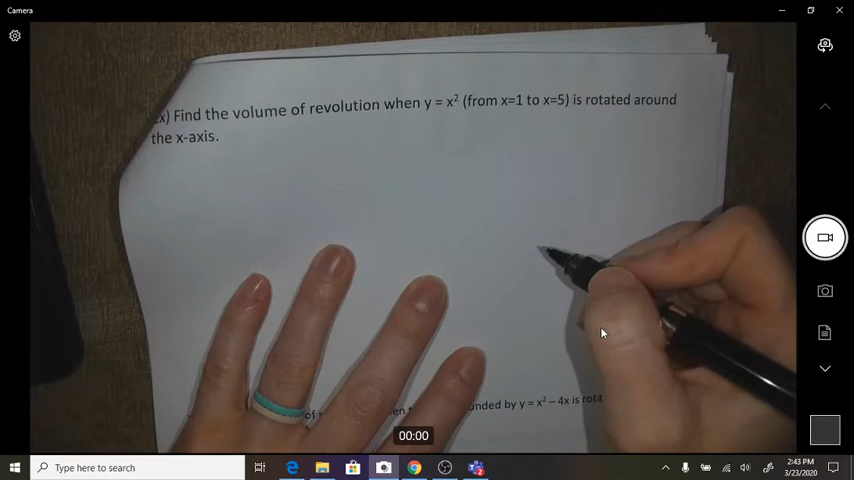 Camera
x) Find the volume of revolution when y = x² (from x=1 to x=5) is rotated around
the x-axis.
of
unded by y = x² – 4x is
00:00
Type here to search
2:43 PM
3/23/2020